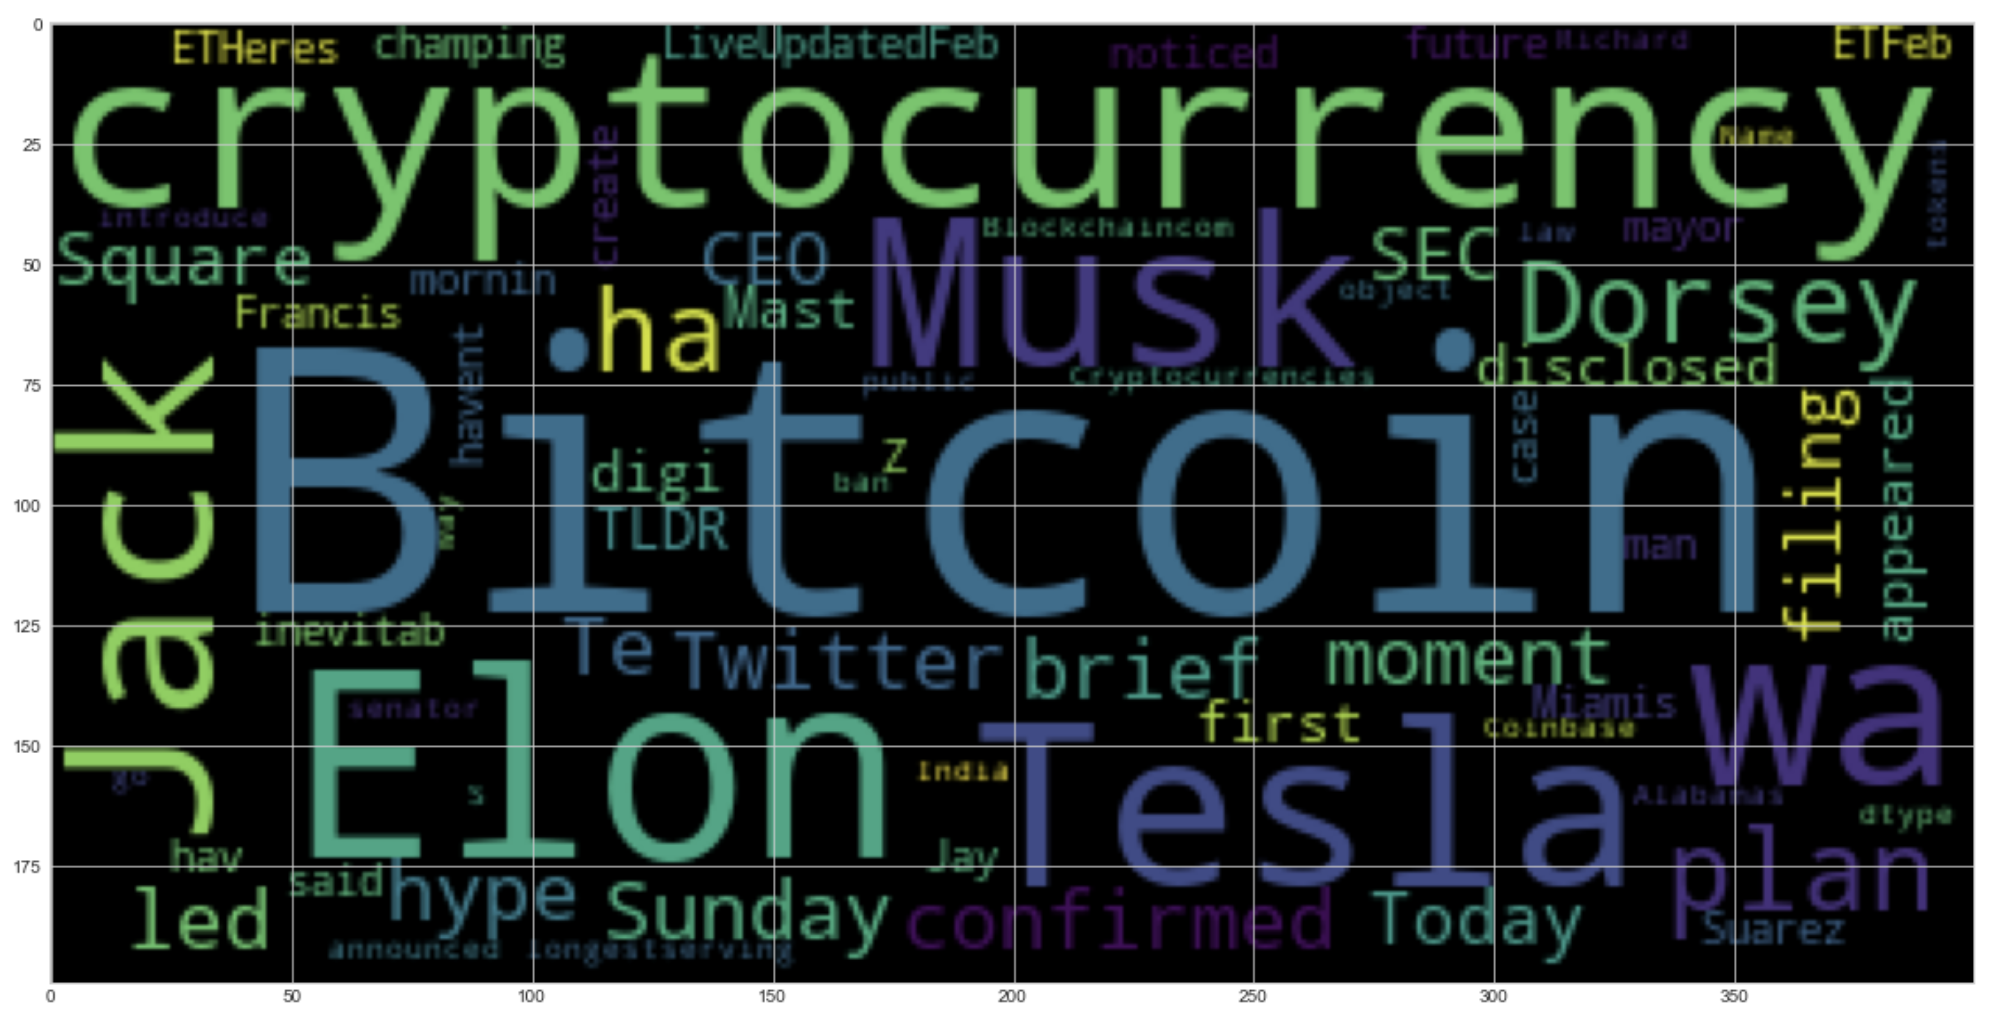 0
25
50
75
100
125
150
175
ETHeres champing LiveUpdatedFeb noticed future Richard ETFeb
cryptocurrency
Name
create
tokens
introduce
Square
mornin
CEO
Musk
Blockchaincom
SEC
law
mayor
object
Dorsey
Francis
ha
Mast
disclosed
havent
public
Cryptocurrencies
Jack
Bitcoin
case
filing
appeared
digi
Z
ban
TLDR
way
man
inevitab
Te
Twitter
brief
moment
wa
Elon
senator
s
first
Miamis
Coinbase
India
Tesla
Alabamas
dtype
go
hav
said
hype
Jay
plan
led
Sunday
confirmed
Today
Suarez
announced
longestserving
0 50 100 150 200 250 300 350